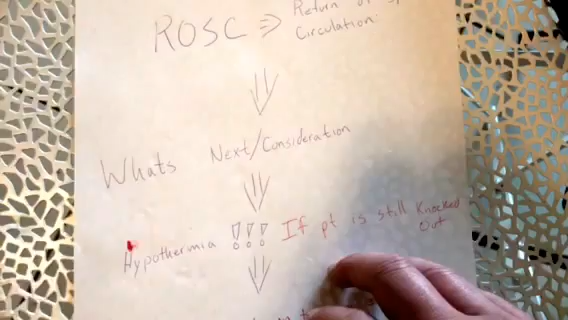 ROSC ⇒ Return of
Circulation:
Whats Next/Consideration
Hypothermia !!! If pt is still Knocked
Out